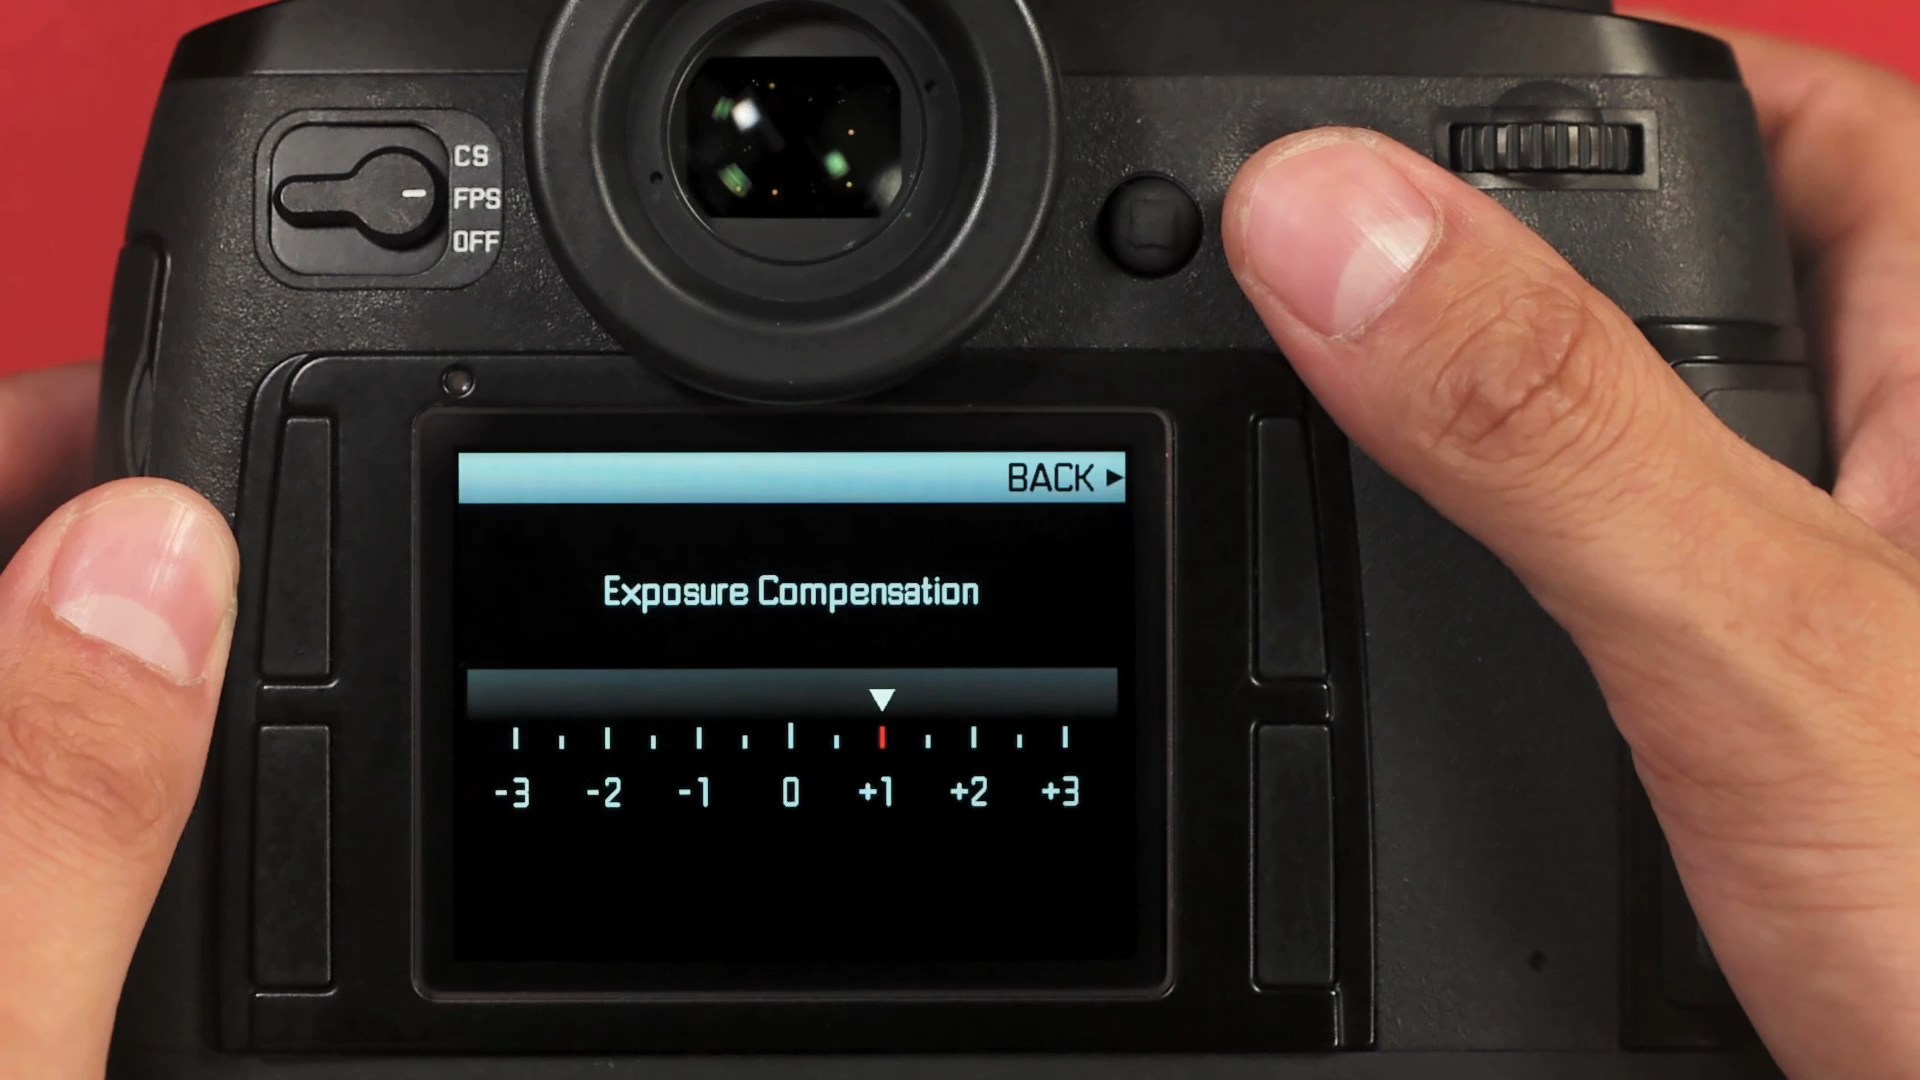 CS
FPS
OFF
BACK ►
Exposure Compensation
-3 -2 -1 0 +1 +2 +3